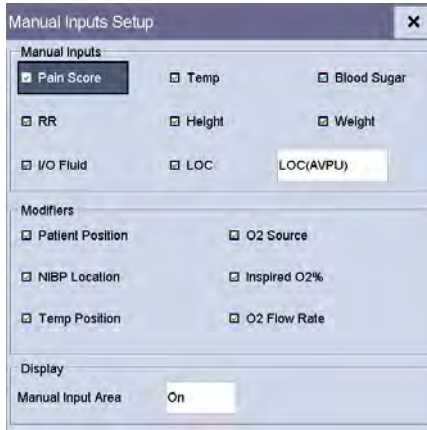 Manual Inputs Setup
Manual Inputs
Pain Score Temp Blood Sugar
RR Height Weight
I/O Fluid LOC LOC(AVPU)
Modifiers
Patient Position O2 Source
NIBP Location Inspired O2%
Temp Position O2 Flow Rate
Display
Manual Input Area On